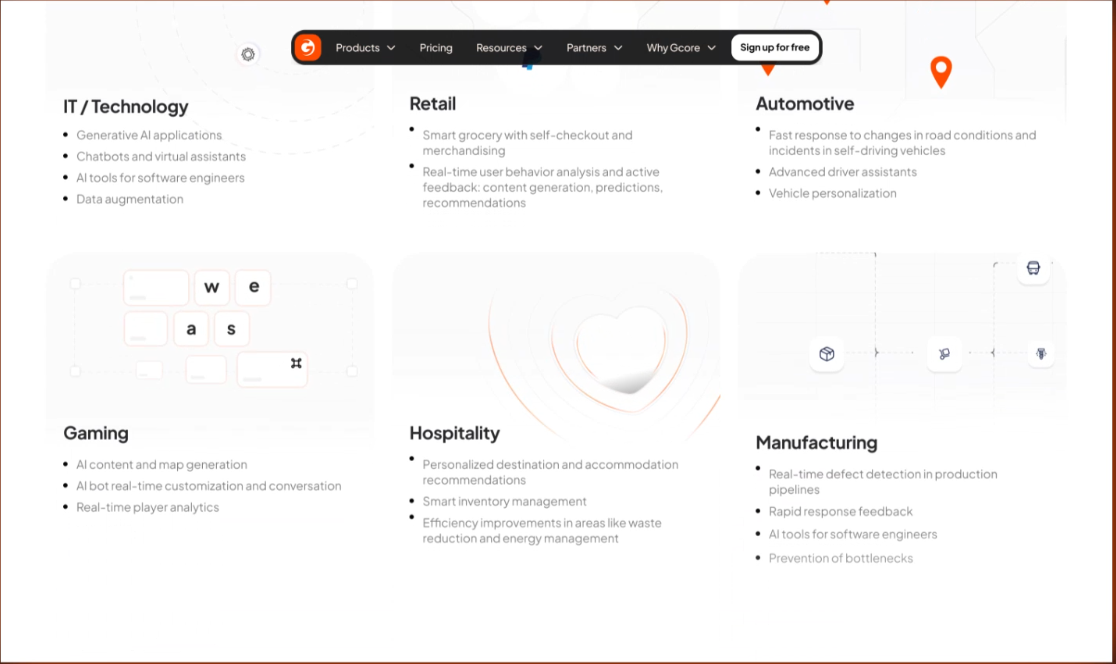 Products
Pricing
Resources
Partners
Why Gcore
Sign up for free
IT / Technology
Generative AI applications
Chatbots and virtual assistants
AI tools for software engineers
Data augmentation
Retail
Smart grocery with self-checkout and
merchandising
Real-time user behavior analysis and active
feedback: content generation, predictions,
recommendations
Automotive
Fast response to changes in road conditions and
incidents in self-driving vehicles
Advanced driver assistants
Vehicle personalization
w e
a s
Gaming
AI content and map generation
AI bot real-time customization and conversation
Real-time player analytics
Hospitality
Personalized destination and accommodation
recommendations
Smart inventory management
Efficiency improvements in areas like waste
reduction and energy management
Manufacturing
Real-time defect detection in production
pipelines
Rapid response feedback
AI tools for software engineers
Prevention of bottlenecks